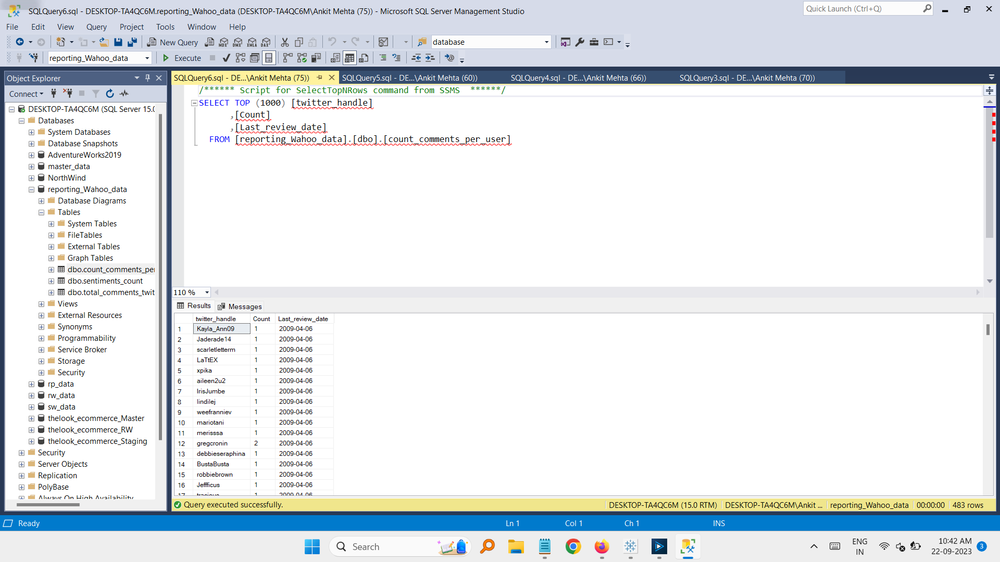 SQLQuery6.sql - DESKTOP-TA4QC6M.reporting_Wahoo_data (DESKTOP-TA4QC6M\Ankit Mehta (75)) - Microsoft SQL Server Management Studio
Quick Launch (Ctrl+Q)
File Edit View Query Project Tools Window Help
New Query MDX DMX XMLA DAX database
reporting_Wahoo_data Execute
Object Explorer
SQLQuery6.sql - DE...\Ankit Mehta (75)) SQLQuery5.sql - DE...\Ankit Mehta (60)) SQLQuery4.sql - DE...\Ankit Mehta (66)) SQLQuery3.sql - DE...\Ankit Mehta (70))
Connect
DESKTOP-TA4QC6M (SQL Server 15.0
Databases
System Databases
Database Snapshots
AdventureWorks2019
master_data
NorthWind
reporting_Wahoo_data
Database Diagrams
Tables
System Tables
FileTables
External Tables
Graph Tables
dbo.count_comments_per
dbo.sentiments_count
dbo.total_comments_twit
Views
External Resources
Synonyms
Programmability
Service Broker
Storage
Security
rp_data
rw_data
sw_data
thelook_ecommerce_Master
thelook_ecommerce_RW
thelook_ecommerce_Staging
Security
Server Objects
Replication
PolyBase
Always On High Availability
/****** Script for SelectTopNRows command from SSMS ******/
SELECT TOP (1000) [twitter_handle]
,[Count]
,[Last_review_date]
FROM [reporting_Wahoo_data].[dbo].[count_comments_per_user]
110 %
Results Messages
twitter_handle Count Last_review_date
1 Kayla_Ann09 1 2009-04-06
2 Jaderade14 1 2009-04-06
3 scarletletterm 1 2009-04-06
4 LaTtEX 1 2009-04-06
5 xpika 1 2009-04-06
6 aileen2u2 1 2009-04-06
7 IrisJumbe 1 2009-04-06
8 lindilej 1 2009-04-06
9 weefranniev 1 2009-04-06
10 mariotani 1 2009-04-06
11 merisssa 1 2009-04-06
12 gregcronin 2 2009-04-06
13 debbieseraphina 1 2009-04-06
14 BustaBusta 1 2009-04-06
15 robbiebrown 1 2009-04-06
16 Jeffficus 1 2009-04-06
17 1 2009-04-06
Query executed successfully. DESKTOP-TA4QC6M (15.0 RTM) DESKTOP-TA4QC6M\Ankit ... reporting_Wahoo_data 00:00:00 483 rows
Ready Ln 1 Col 1 Ch 1 INS
Search
ENG
IN
10:42 AM
22-09-2023
3